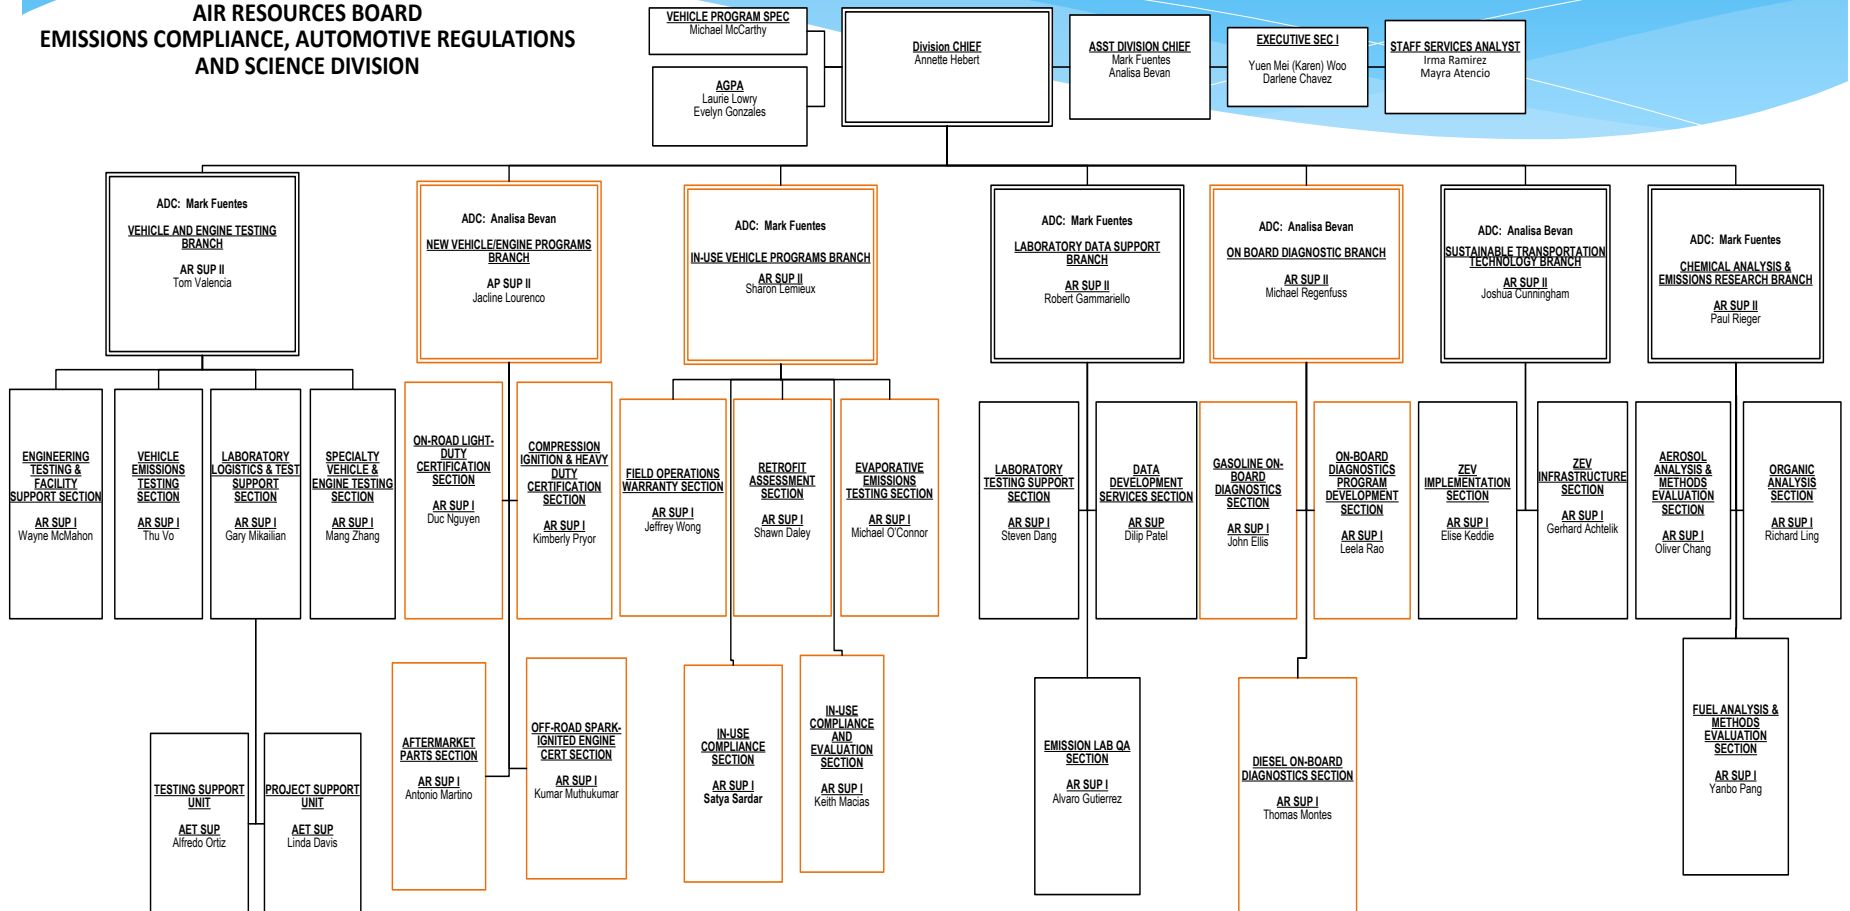 AIR RESOURCES BOARD
EMISSIONS COMPLIANCE, AUTOMOTIVE REGULATIONS
AND SCIENCE DIVISION
VEHICLE PROGRAM SPEC
Michael McCarthy
AGPA
Laurie Lowry
Evelyn Gonzales
Division CHIEF
Annette Hebert
ASST DIVISION CHIEF
Mark Fuentes
Analisa Bevan
EXECUTIVE SEC I
Yuen Mei (Karen) Woo
Darlene Chavez
STAFF SERVICES ANALYST
Irma Ramirez
Mayra Atencio
ADC: Mark Fuentes
VEHICLE AND ENGINE TESTING
BRANCH
AR SUP II
Tom Valencia
ADC: Analisa Bevan
NEW VEHICLE/ENGINE PROGRAMS
BRANCH
AP SUP II
Jacline Lourenco
ADC: Mark Fuentes
IN-USE VEHICLE PROGRAMS BRANCH
AR SUP II
Sharon Lemieux
ADC: Mark Fuentes
LABORATORY DATA SUPPORT
BRANCH
AR SUP II
Robert Gammariello
ADC: Analisa Bevan
ON BOARD DIAGNOSTIC BRANCH
AR SUP II
Michael Regenfuss
ADC: Analisa Bevan
SUSTAINABLE TRANSPORTATION
TECHNOLOGY BRANCH
AR SUP II
Joshua Cunningham
ADC: Mark Fuentes
CHEMICAL ANALYSIS &
EMISSIONS RESEARCH BRANCH
AR SUP II
Paul Rieger
ENGINEERING
TESTING &
FACILITY
SUPPORT SECTION
AR SUP I
Wayne McMahon
VEHICLE
EMISSIONS
TESTING
SECTION
AR SUP I
Thu Vo
LABORATORY
LOGISTICS & TEST
SUPPORT
SECTION
AR SUP I
Gary Mikailian
SPECIALTY
VEHICLE &
ENGINE TESTING
SECTION
AR SUP I
Mang Zhang
ON-ROAD LIGHT-
DUTY
CERTIFICATION
SECTION
AR SUP I
Duc Nguyen
COMPRESSION
IGNITION & HEAVY
DUTY
CERTIFICATION
SECTION
AR SUP I
Kimberly Pryor
FIELD OPERATIONS
WARRANTY SECTION
AR SUP I
Jeffrey Wong
RETROFIT
ASSESSMENT
SECTION
AR SUP I
Shawn Daley
EVAPORATIVE
EMISSIONS
TESTING SECTION
AR SUP I
Michael O'Connor
LABORATORY
TESTING SUPPORT
SECTION
AR SUP I
Steven Dang
DATA
DEVELOPMENT
SERVICES SECTION
AR SUP
Dilip Patel
GASOLINE ON-
BOARD
DIAGNOSTICS
SECTION
AR SUP I
John Ellis
ON-BOARD
DIAGNOSTICS
PROGRAM
DEVELOPMENT
SECTION
AR SUP I
Leela Rao
ZEV
IMPLEMENTATION
SECTION
AR SUP I
Elise Keddie
ZEV
INFRASTRUCTURE
SECTION
AR SUP I
Gerhard Achtelik
AEROSOL
ANALYSIS &
METHODS
EVALUATION
SECTION
AR SUP I
Oliver Chang
ORGANIC
ANALYSIS
SECTION
AR SUP I
Richard Ling
TESTING SUPPORT
UNIT
AET SUP
Alfredo Ortiz
PROJECT SUPPORT
UNIT
AET SUP
Linda Davis
AFTERMARKET
PARTS SECTION
AR SUP I
Antonio Martino
OFF-ROAD SPARK-
IGNITED ENGINE
CERT SECTION
AR SUP I
Kumar Muthukumar
IN-USE
COMPLIANCE
SECTION
AR SUP I
Satya Sardar
IN-USE
COMPLIANCE
AND
EVALUATION
SECTION
AR SUP I
Keith Macias
EMISSION LAB QA
SECTION
AR SUP I
Alvaro Gutierrez
DIESEL ON-BOARD
DIAGNOSTICS SECTION
AR SUP I
Thomas Montes
FUEL ANALYSIS &
METHODS
EVALUATION
SECTION
AR SUP I
Yanbo Pang